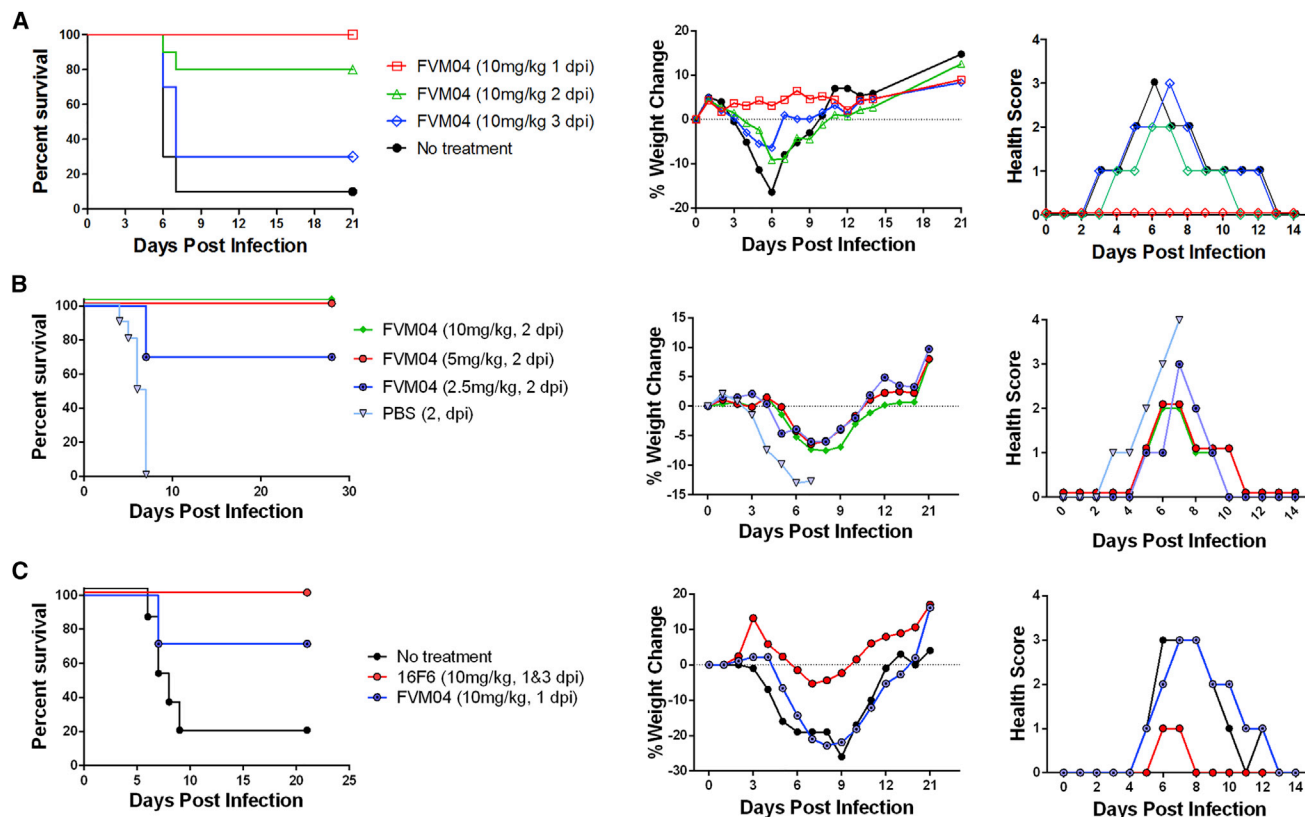 A
Percent survival
100
80
60
40
20
0
0 3 6 9 12 15 18 21
Days Post Infection
FVM04 (10mg/kg 1 dpi)
FVM04 (10mg/kg 2 dpi)
FVM04 (10mg/kg 3 dpi)
No treatment
% Weight Change
20
10
0
-10
-20
0 3 6 9 12 15 18 21
Days Post Infection
Health Score
4
3
2
1
0
0 2 4 6 8 10 12 14
Days Post Infection
B
Percent survival
100
80
60
40
20
0
0 10 20 30
Days Post Infection
FVM04 (10mg/kg, 2 dpi)
FVM04 (5mg/kg, 2 dpi)
FVM04 (2.5mg/kg, 2 dpi)
PBS (2, dpi)
% Weight Change
15
10
5
0
-5
-10
-15
0 3 6 9 12 21
Days Post Infection
Health Score
4
3
2
1
0
0 2 4 6 8 10 12 14
Days Post Infection
C
Percent survival
100
80
60
40
20
0
0 5 10 15 20 25
Days Post Infection
No treatment
16F6 (10mg/kg, 1&3 dpi)
FVM04 (10mg/kg, 1 dpi)
% Weight Change
20
10
0
-10
-20
-30
0 3 6 9 12 21
Days Post Infection
Health Score
4
3
2
1
0
0 2 4 6 8 10 12 14
Days Post Infection